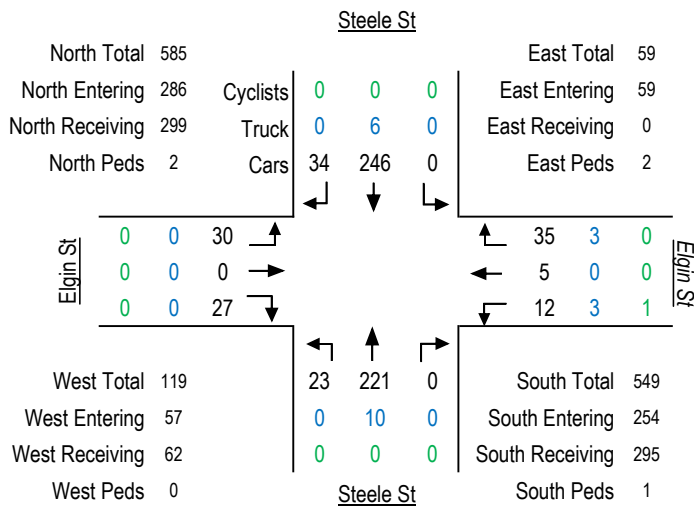 Steele St
North Total 585
North Entering 286
North Receiving 299
North Peds 2
Cyclists 0 0 0
Truck 0 6 0
Cars 34 246 0
East Total 59
East Entering 59
East Receiving 0
East Peds 2
Elgin St
0 0 30
0 0 0
0 0 27
35 3 0
5 0 0
12 3 1
Elgin St
West Total 119
West Entering 57
West Receiving 62
West Peds 0
23 221 0
0 10 0
0 0 0
Steele St
South Total 549
South Entering 254
South Receiving 295
South Peds 1